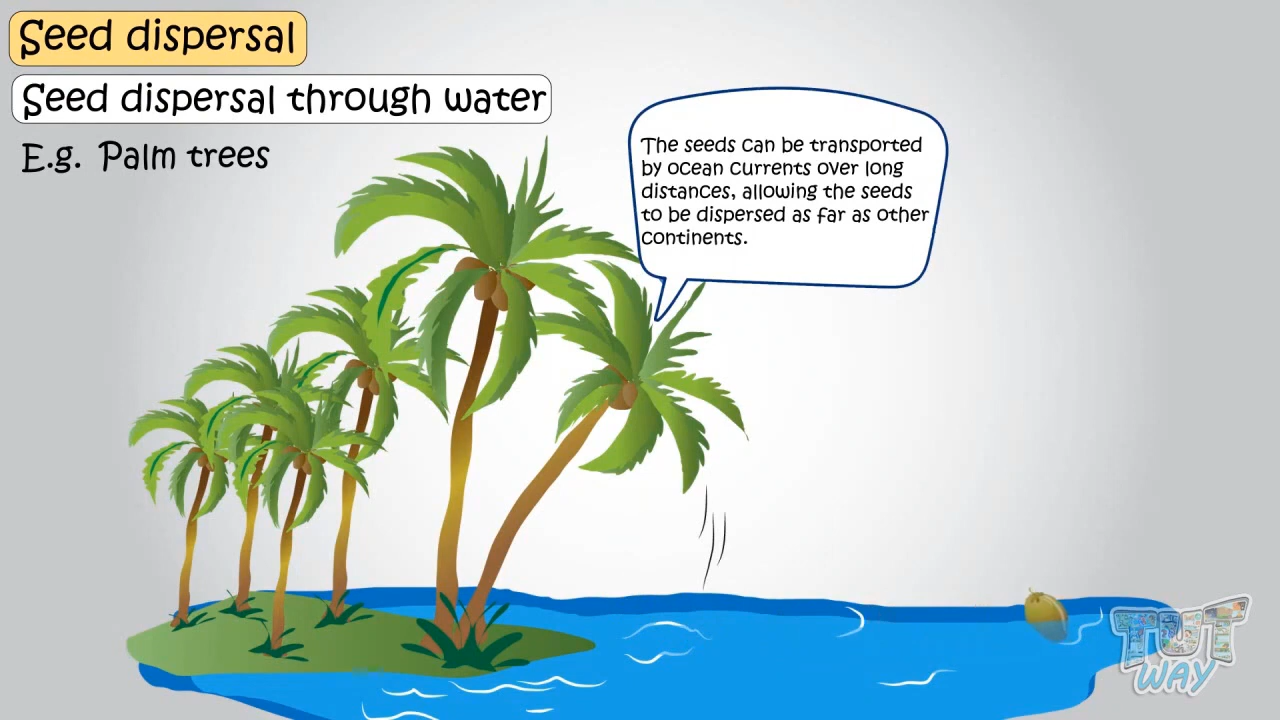 Seed dispersal
Seed dispersal through water
E.g. Palm trees
The seeds can be transported
by ocean currents over long
distances, allowing the seeds
to be dispersed as far as other
continents.
TUT
WAY